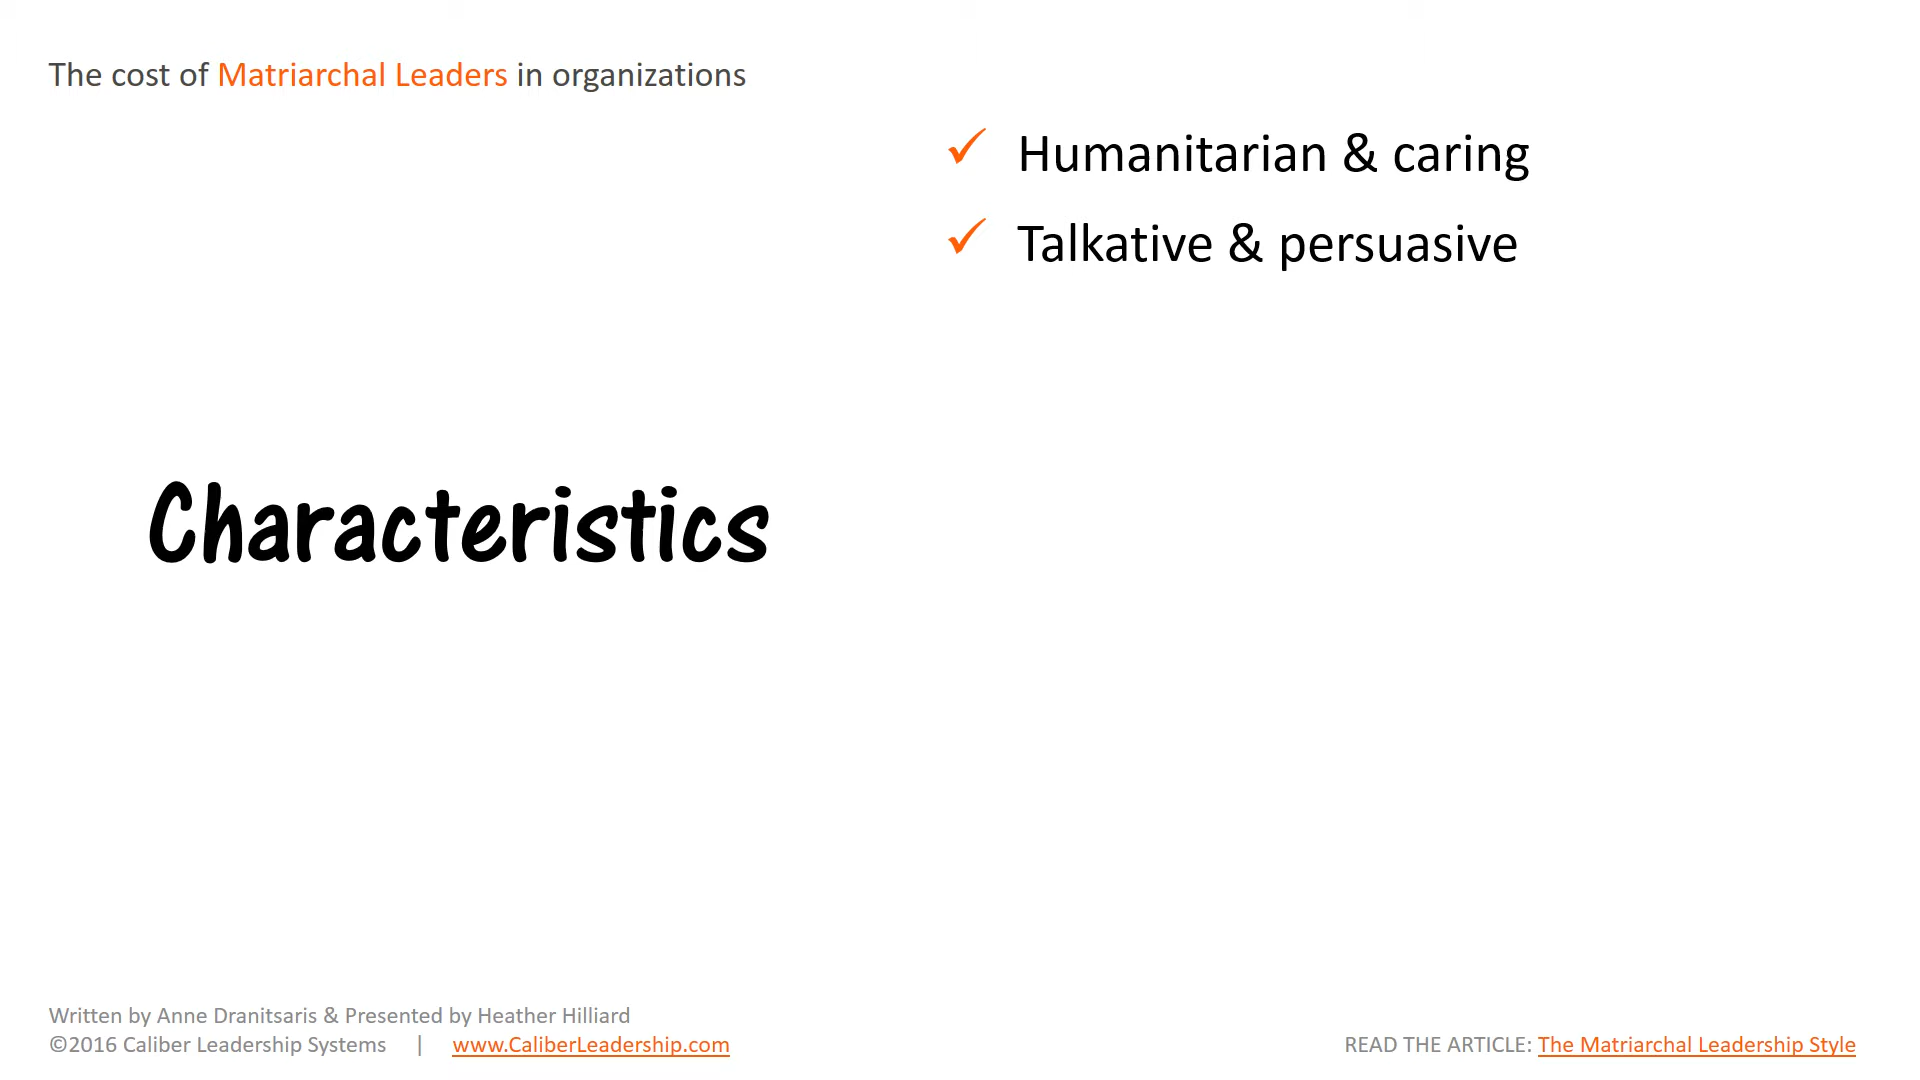 The cost of Matriarchal Leaders in organizations
Humanitarian & caring
Talkative & persuasive
Characteristics
Written by Anne Dranitsaris & Presented by Heather Hilliard
©2016 Caliber Leadership Systems | www.CaliberLeadership.com
READ THE ARTICLE: The Matriarchal Leadership Style